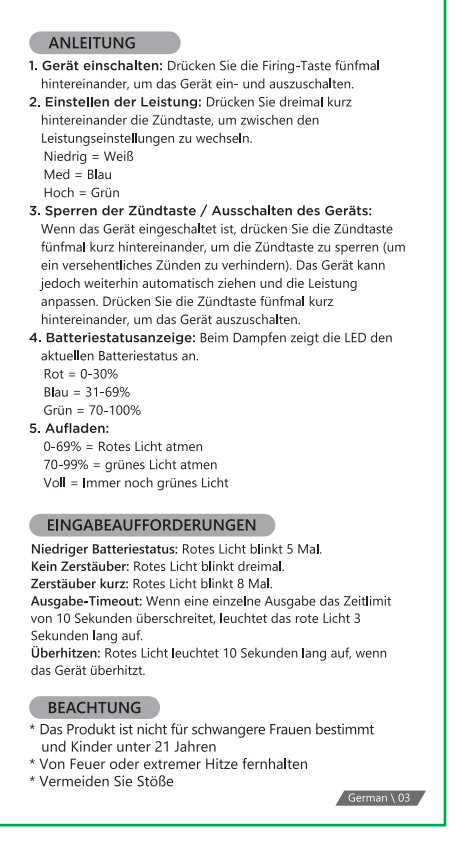 ANLEITUNG
1. Gerät einschalten: Drücken Sie die Firing-Taste fünfmal
hintereinander, um das Gerät ein- und auszuschalten.
2. Einstellen der Leistung: Drücken Sie dreimal kurz
hintereinander die Zündtaste, um zwischen den
Leistungseinstellungen zu wechseln.
Niedrig = Weiß
Med = Blau
Hoch = Grün
3. Sperren der Zündtaste / Ausschalten des Geräts:
Wenn das Gerät eingeschaltet ist, drücken Sie die Zündtaste
fünfmal kurz hintereinander, um die Zündtaste zu sperren (um
ein versehentliches Zünden zu verhindern). Das Gerät kann
jedoch weiterhin automatisch ziehen und die Leistung
anpassen. Drücken Sie die Zündtaste fünfmal kurz
hintereinander, um das Gerät auszuschalten.
4. Batteriestatusanzeige: Beim Dampfen zeigt die LED den
aktuellen Batteriestatus an.
Rot = 0-30%
Blau = 31-69%
Grün = 70-100%
5. Aufladen:
0-69% = Rotes Licht atmen
70-99% = grünes Licht atmen
Voll = Immer noch grünes Licht
EINGABEAUFFORDERUNGEN
Niedriger Batteriestatus: Rotes Licht blinkt 5 Mal.
Kein Zerstäuber: Rotes Licht blinkt dreimal.
Zerstäuber kurz: Rotes Licht blinkt 8 Mal.
Ausgabe-Timeout: Wenn eine einzelne Ausgabe das Zeitlimit
von 10 Sekunden überschreitet, leuchtet das rote Licht 3
Sekunden lang auf.
Überhitzen: Rotes Licht leuchtet 10 Sekunden lang auf, wenn
das Gerät überhitzt.
BEACHTUNG
* Das Produkt ist nicht für schwangere Frauen bestimmt
und Kinder unter 21 Jahren
* Von Feuer oder extremer Hitze fernhalten
* Vermeiden Sie Stöße
German \ 03